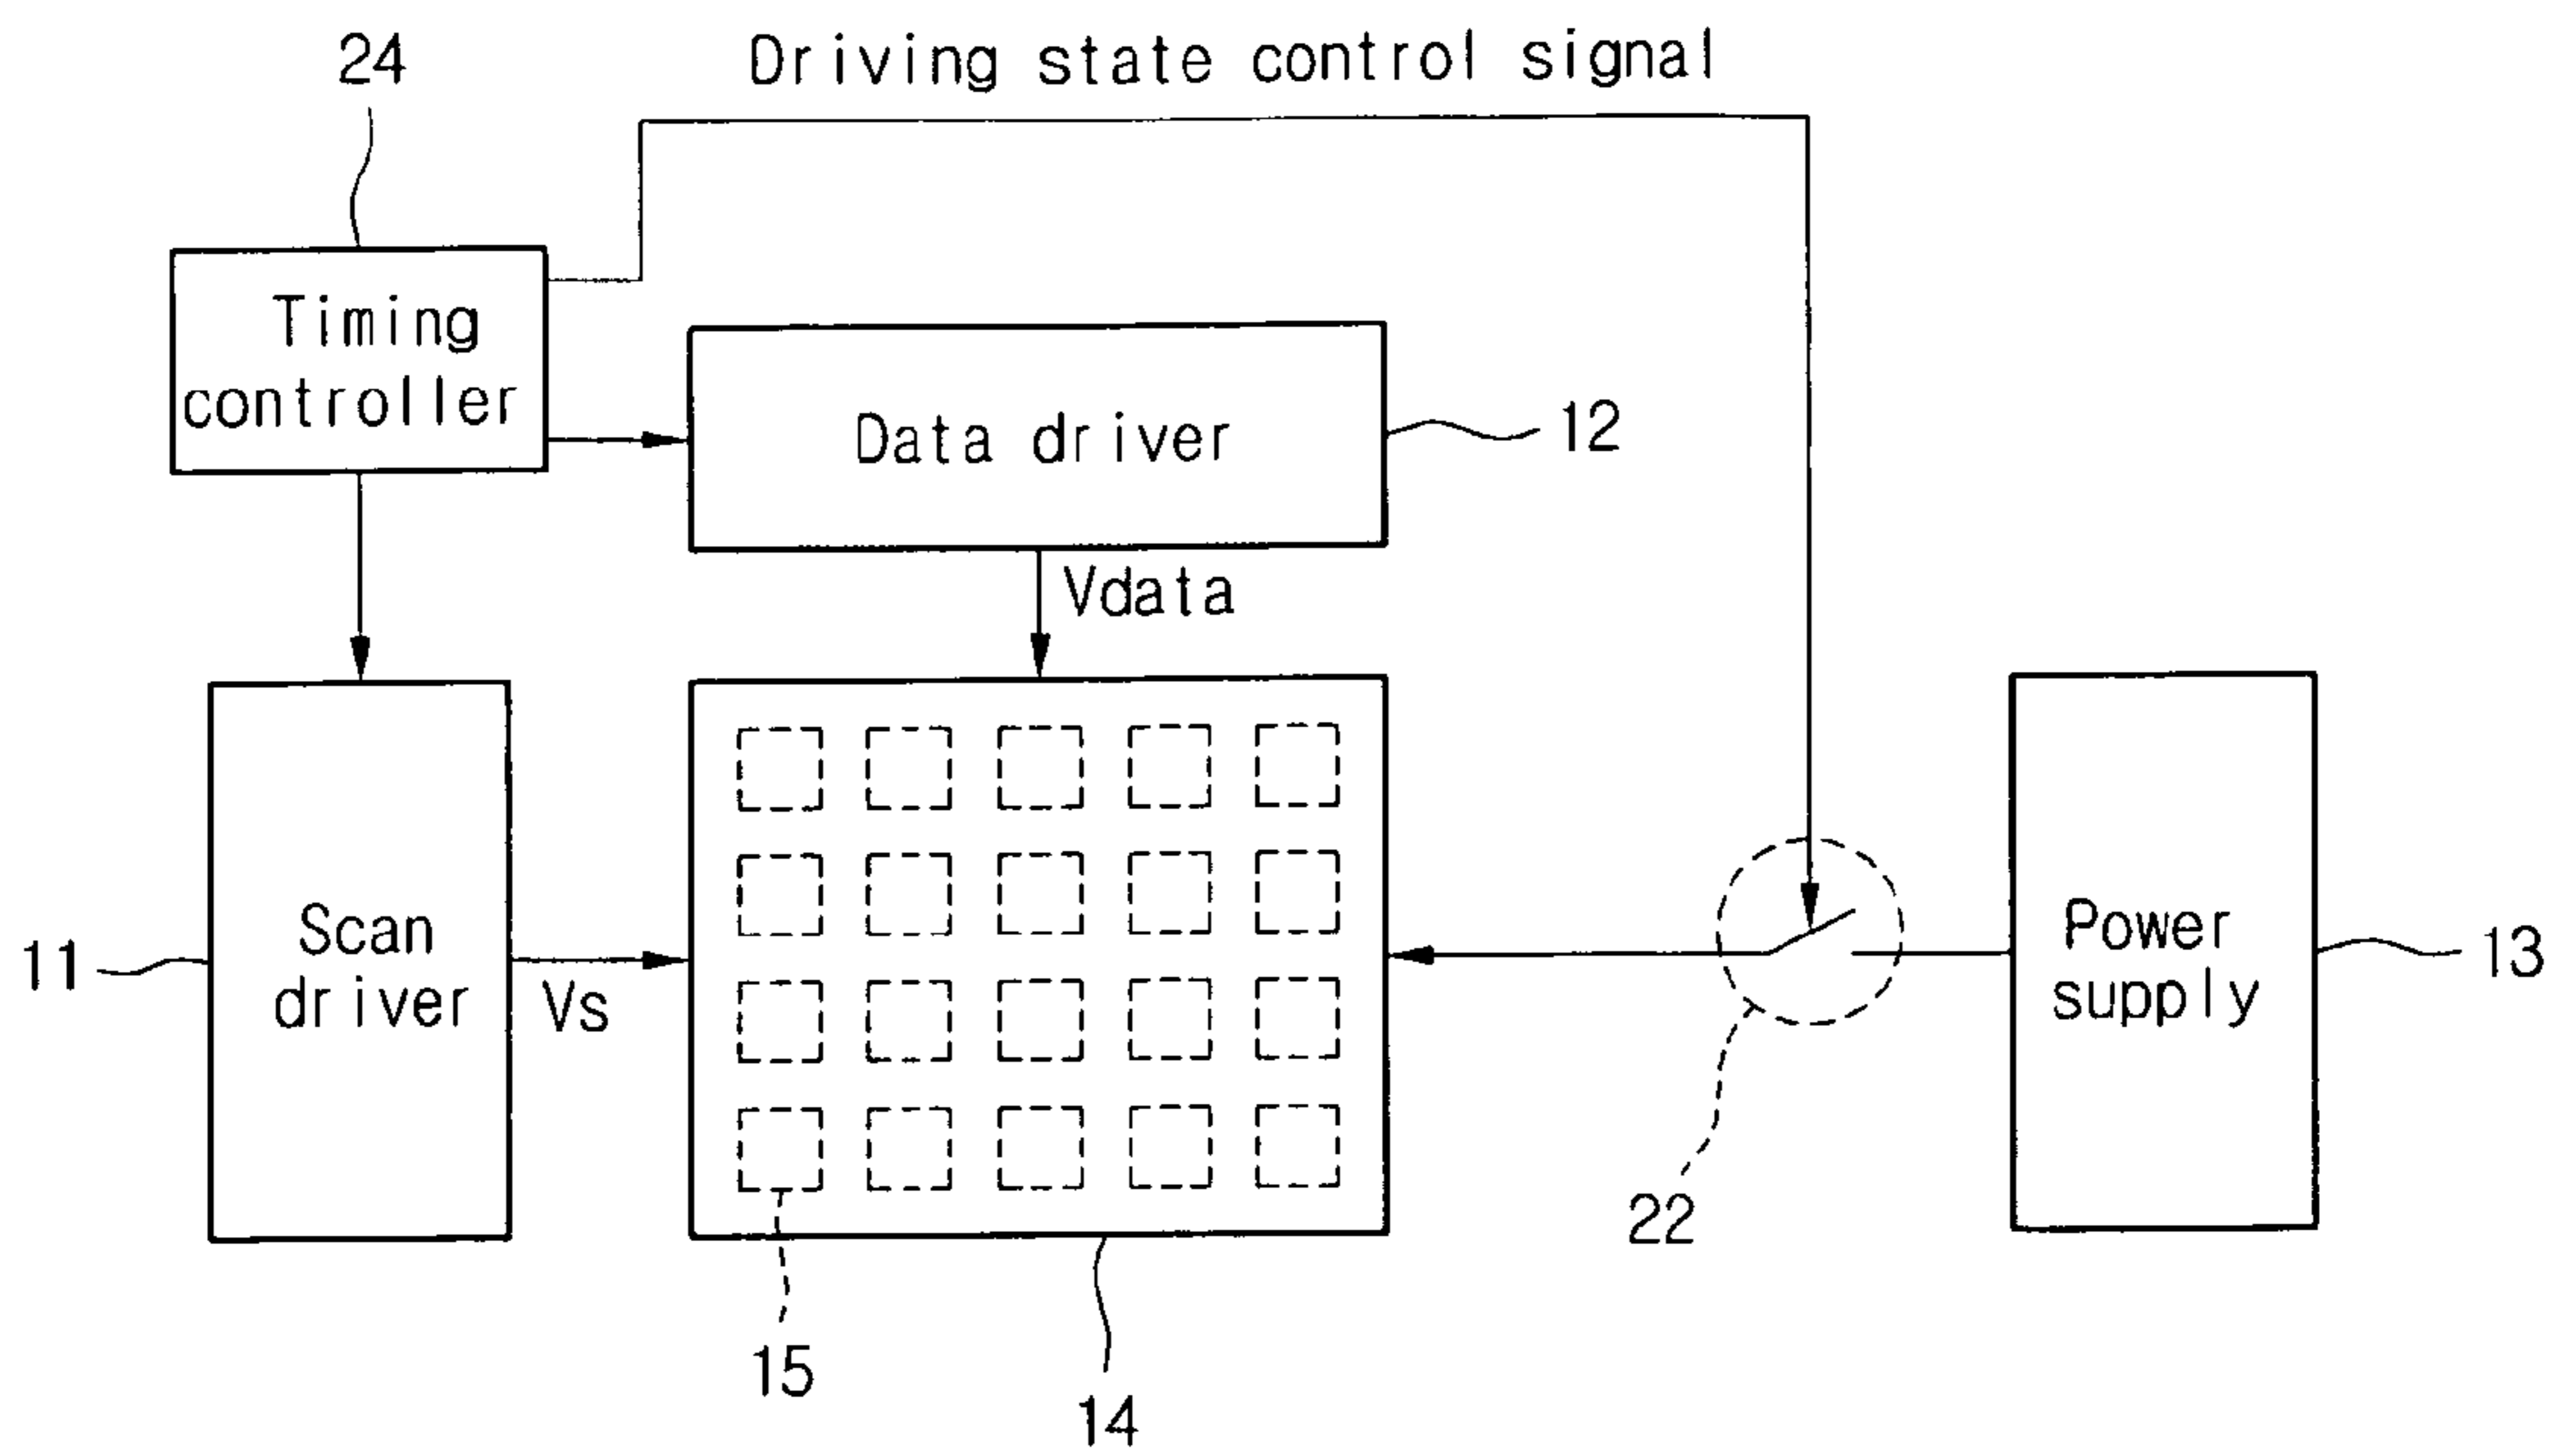 24
Driving state control signal
Timing
controller
Data driver
12
Vdata
11
Scan
driver
Vs
Power
supply
13
22
15
14